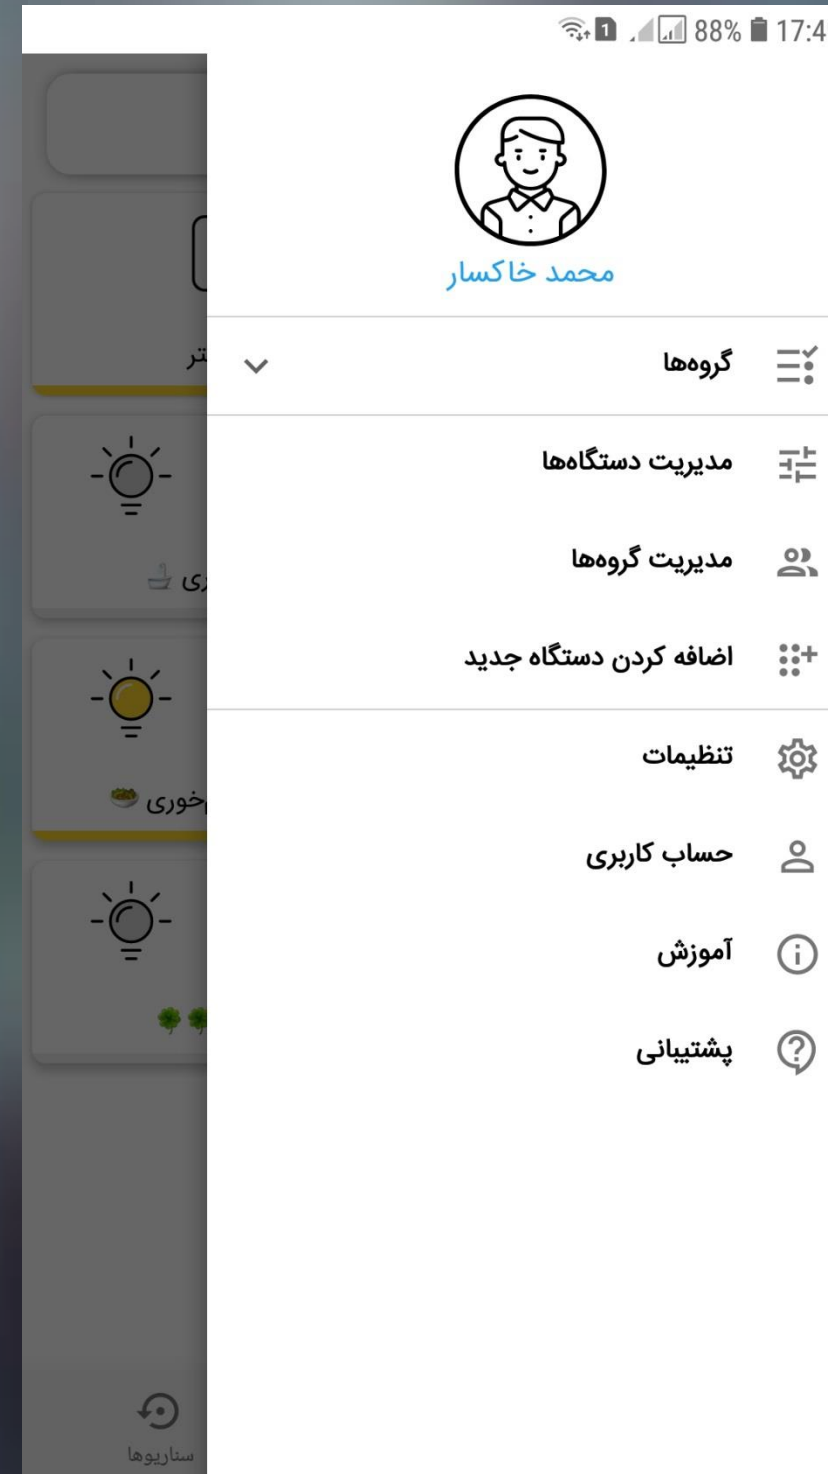 88% 17:4
محمد خاکسار
گروه‌ها
مدیریت دستگاه‌ها
مدیریت گروه‌ها
اضافه کردن دستگاه جدید
تنظیمات
حساب کاربری
آموزش
پشتیبانی
سناریوها